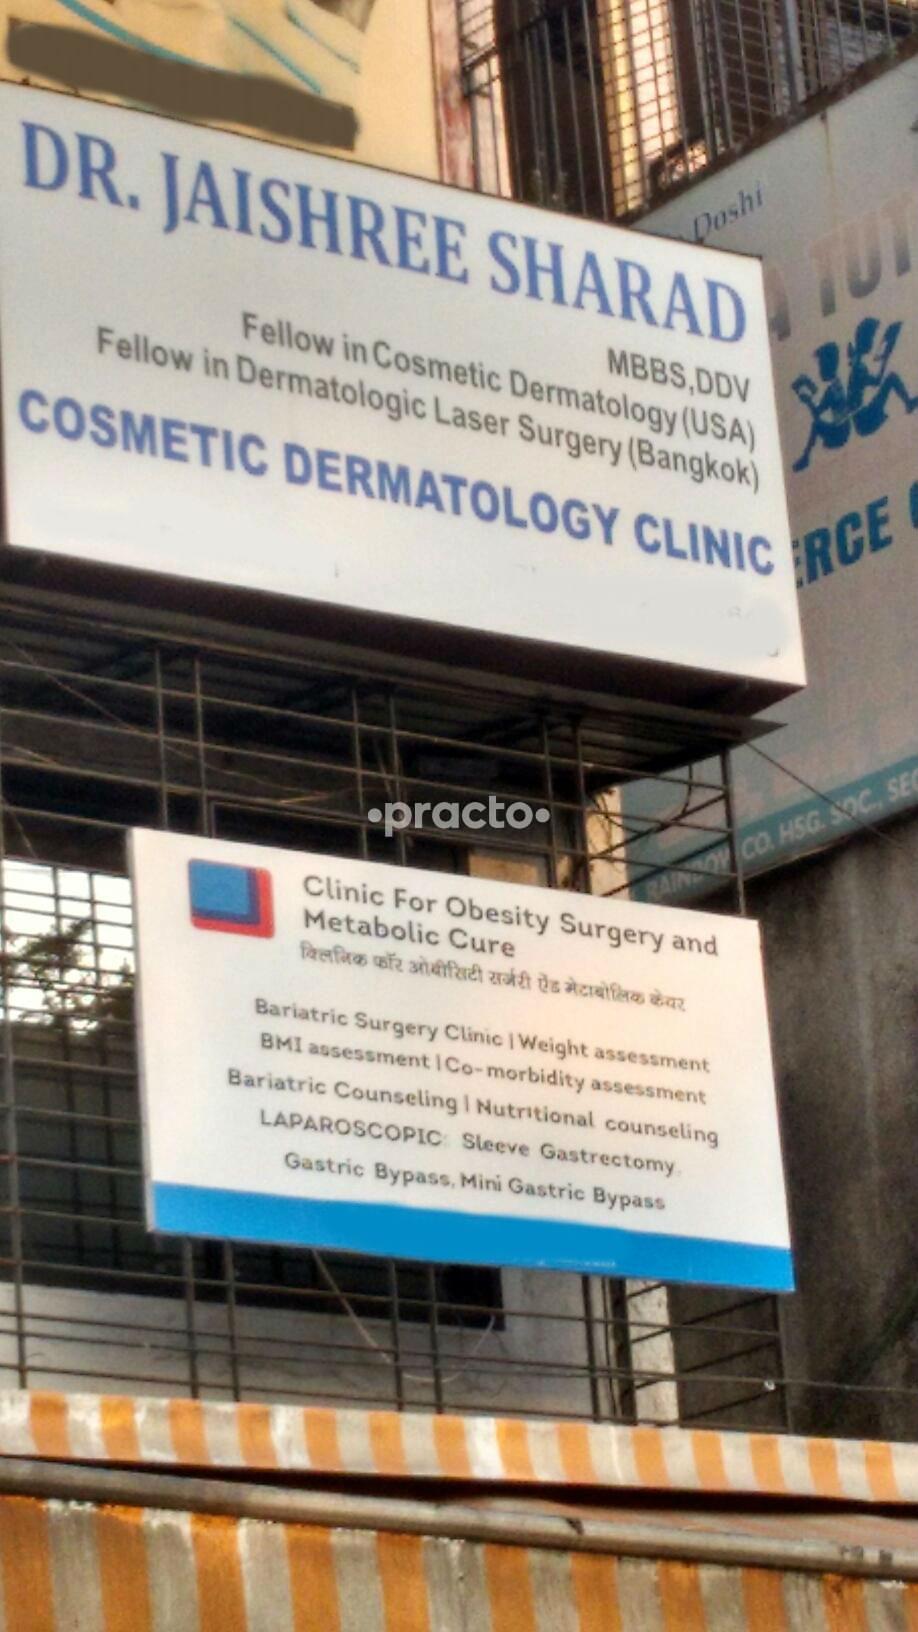 DR. JAISHREE SHARAD
MBBS,DDV
Fellow in Cosmetic Dermatology (USA)
Fellow in Dermatologic Laser Surgery (Bangkok)
COSMETIC DERMATOLOGY CLINIC
Doshi
A TUT
ERCE
RAINBOW CO. HSG. SOC., SE
•practo•
Clinic For Obesity Surgery and
Metabolic Cure
क्लिनिक फॉर ओबीसिटी सर्जरी ऐंड मेटाबोलिक केयर
Bariatric Surgery Clinic | Weight assessment
BMI assessment | Co-morbidity assessment
Bariatric Counseling | Nutritional counseling
LAPAROSCOPIC: Sleeve Gastrectomy,
Gastric Bypass, Mini Gastric Bypass